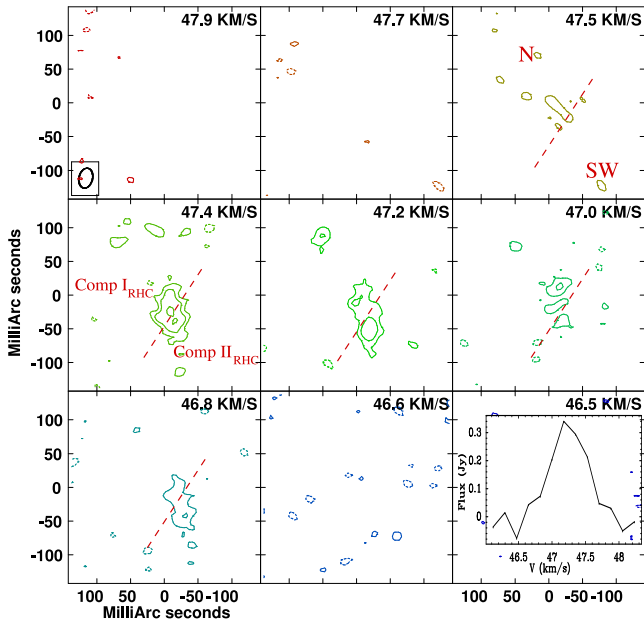 47.9 KM/S
47.7 KM/S
47.5 KM/S
100
50
0
-50
-100
N
SW
47.4 KM/S
47.2 KM/S
47.0 KM/S
100
50
0
-50
-100
Comp I RHC
Comp II RHC
MilliArc seconds
46.8 KM/S
46.6 KM/S
46.5 KM/S
100
50
0
-50
-100
0.3
0.2
0.1
0
Flux (Jy)
46.5 47 47.5 48
V (km/s)
100 50 0 -50 -100
100 50 0 -50 -100
MilliArc seconds